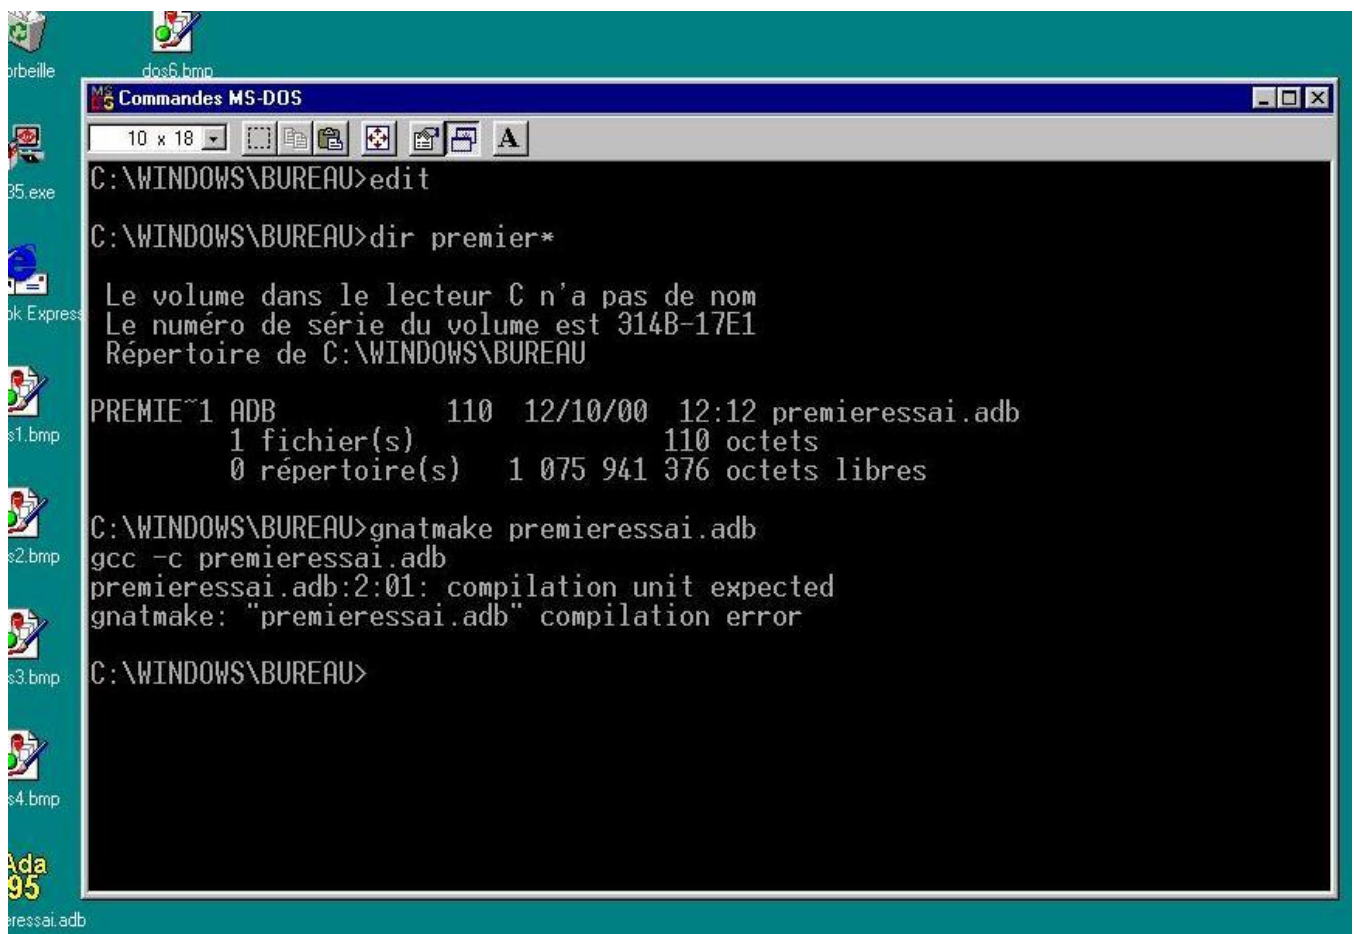 orbeille
dos6.bmp
Commandes MS-DOS
10 x 18
A
C:\WINDOWS\BUREAU>edit
35.exe
C:\WINDOWS\BUREAU>dir premier*
Le volume dans le lecteur C n'a pas de nom
ok Express
Le numéro de série du volume est 314B-17E1
Répertoire de C:\WINDOWS\BUREAU
PREMIE~1 ADB 110 12/10/00 12:12 premieressai.adb
s1.bmp
1 fichier(s) 110 octets
0 répertoire(s) 1 075 941 376 octets libres
C:\WINDOWS\BUREAU>gnatmake premieressai.adb
s2.bmp
gcc -c premieressai.adb
premieressai.adb:2:01: compilation unit expected
gnatmake: "premieressai.adb" compilation error
s3.bmp
C:\WINDOWS\BUREAU>
s4.bmp
Ada
95
eressai.adb